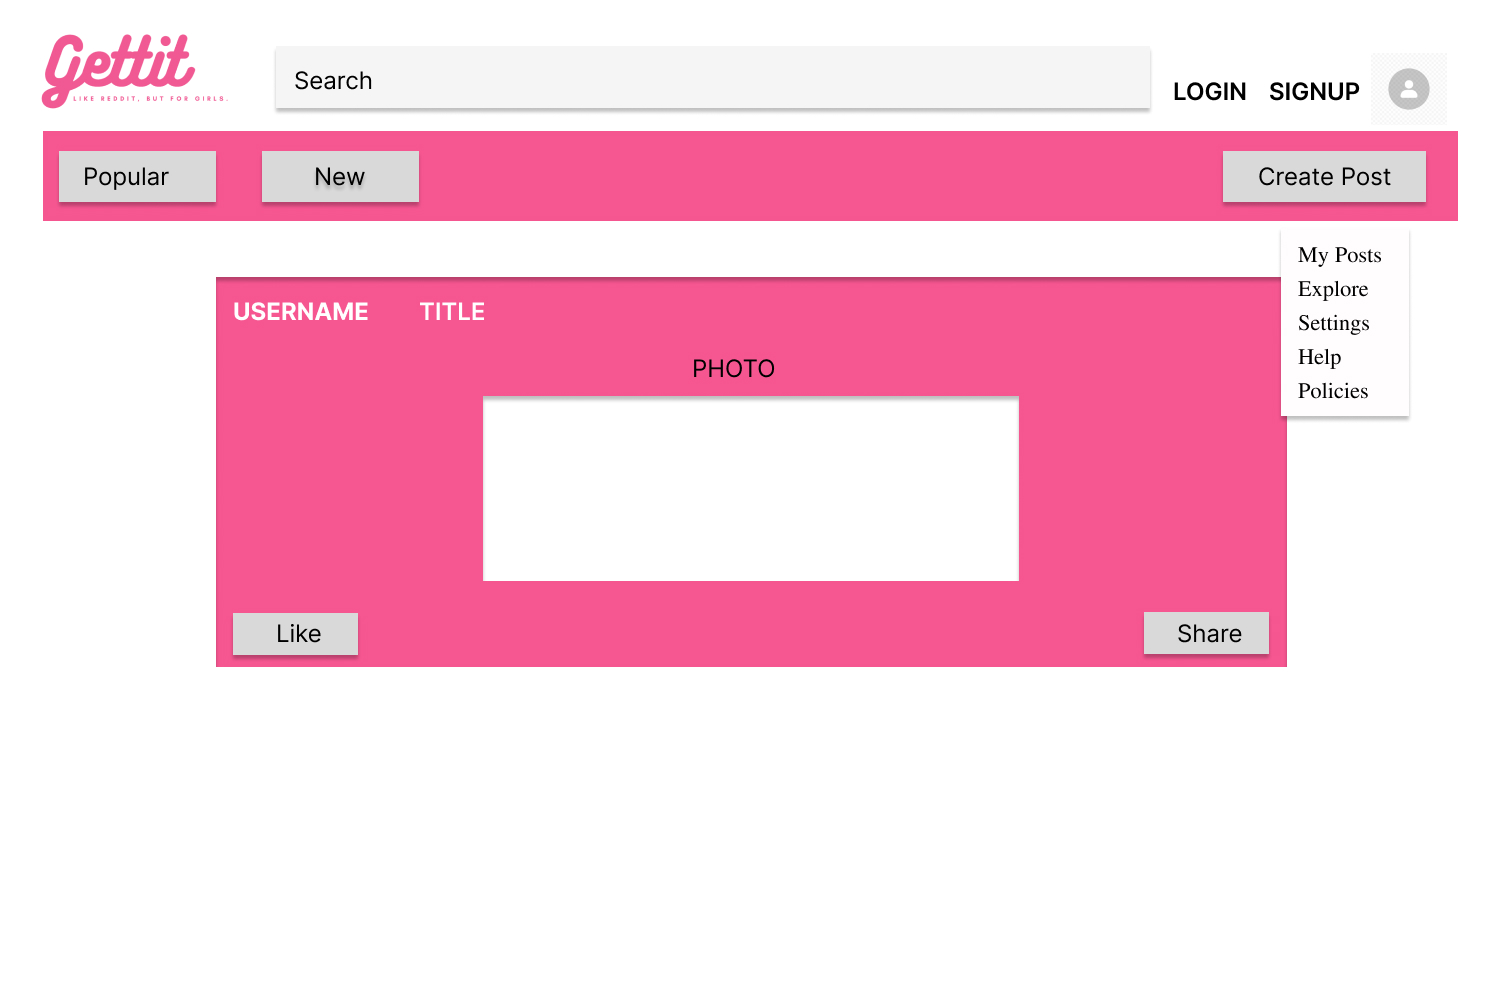 Gettit
LIKE REDDIT, BUT FOR GIRLS.
Search
LOGIN SIGNUP
Popular
New
Create Post
My Posts
Explore
Settings
Help
Policies
USERNAME TITLE
PHOTO
Like
Share